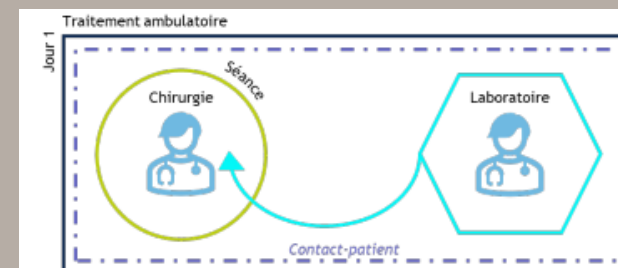 Traitement ambulatoire
Jour 1
Séance
Chirurgie
Laboratoire
Contact-patient